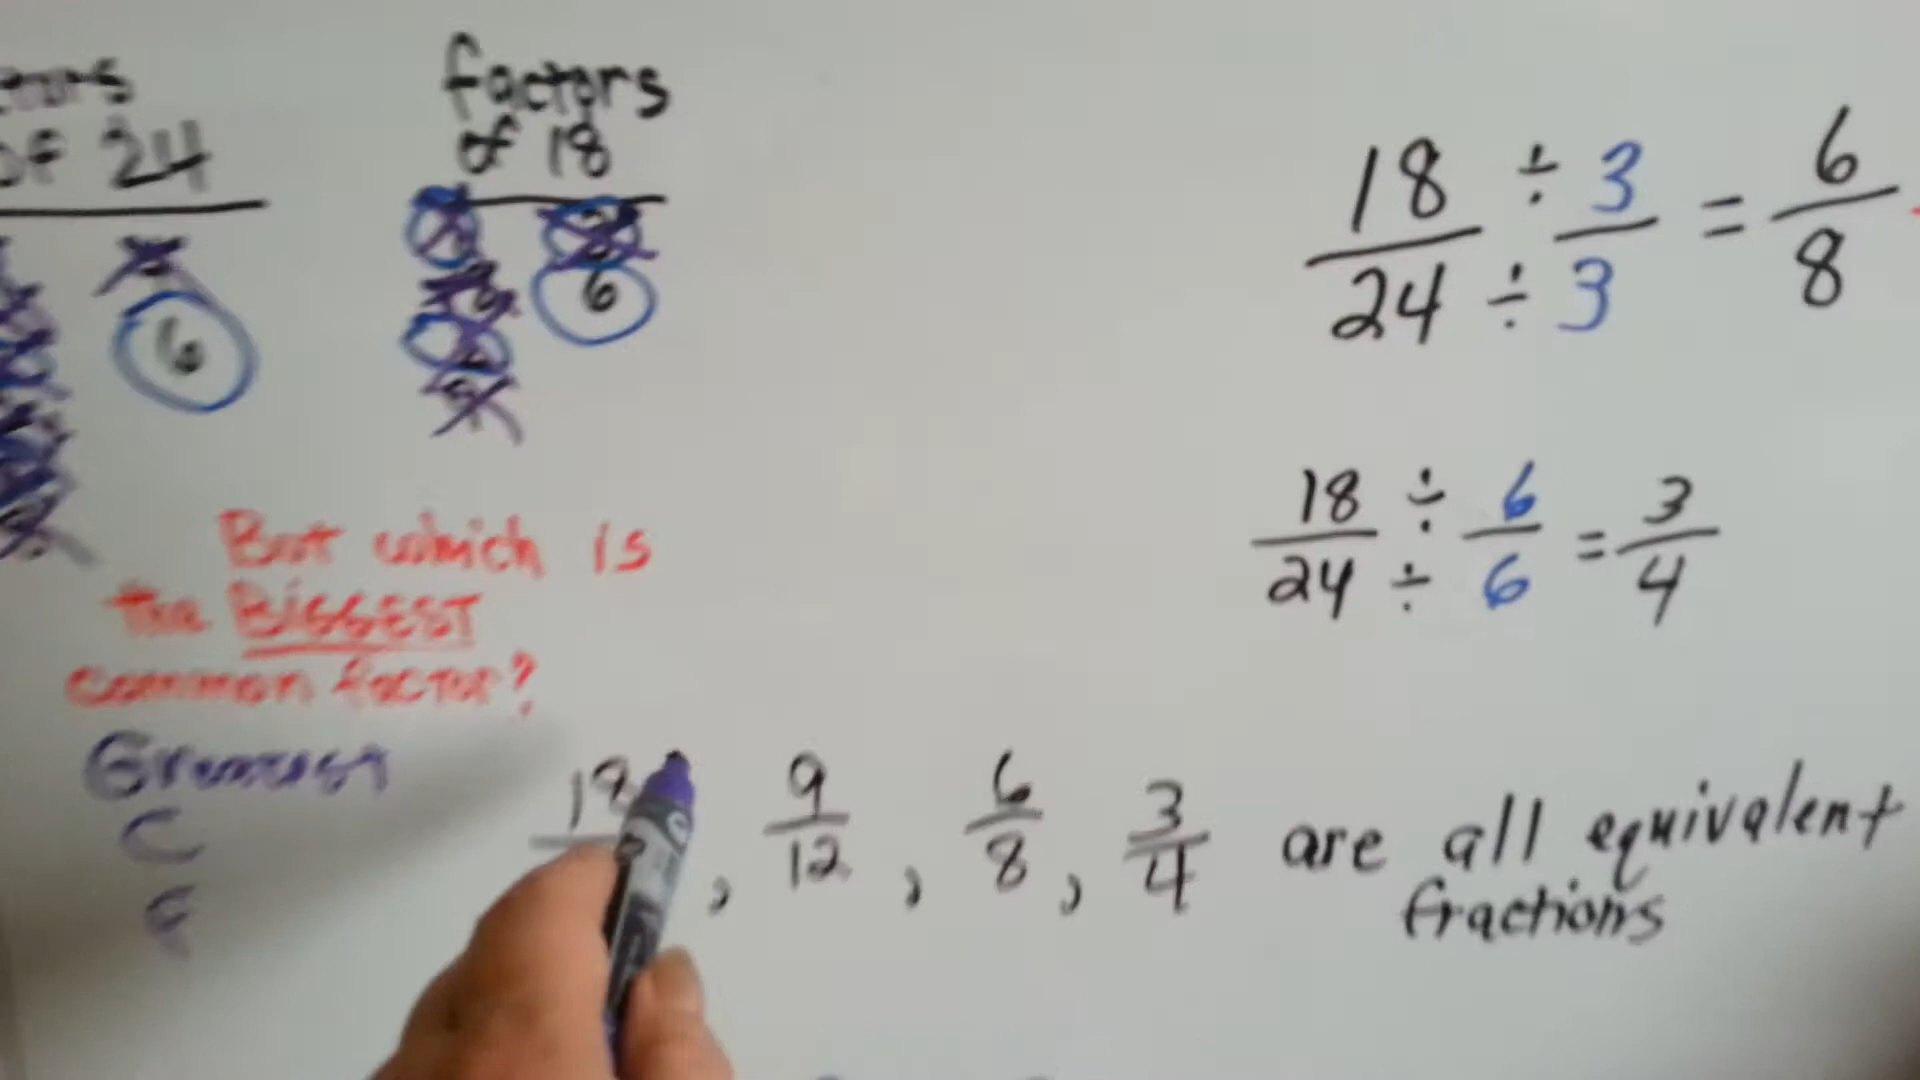 factors
of 24
6
factors
of 18
6
18 ÷ 3 = 6
24 ÷ 3 8
18 ÷ 6 = 3
24 ÷ 6 4
But which is
the BIGGEST
common factor?
Greatest
C
F
18 , 9 , 6 , 3 are all equivalent
12 8 4 fractions